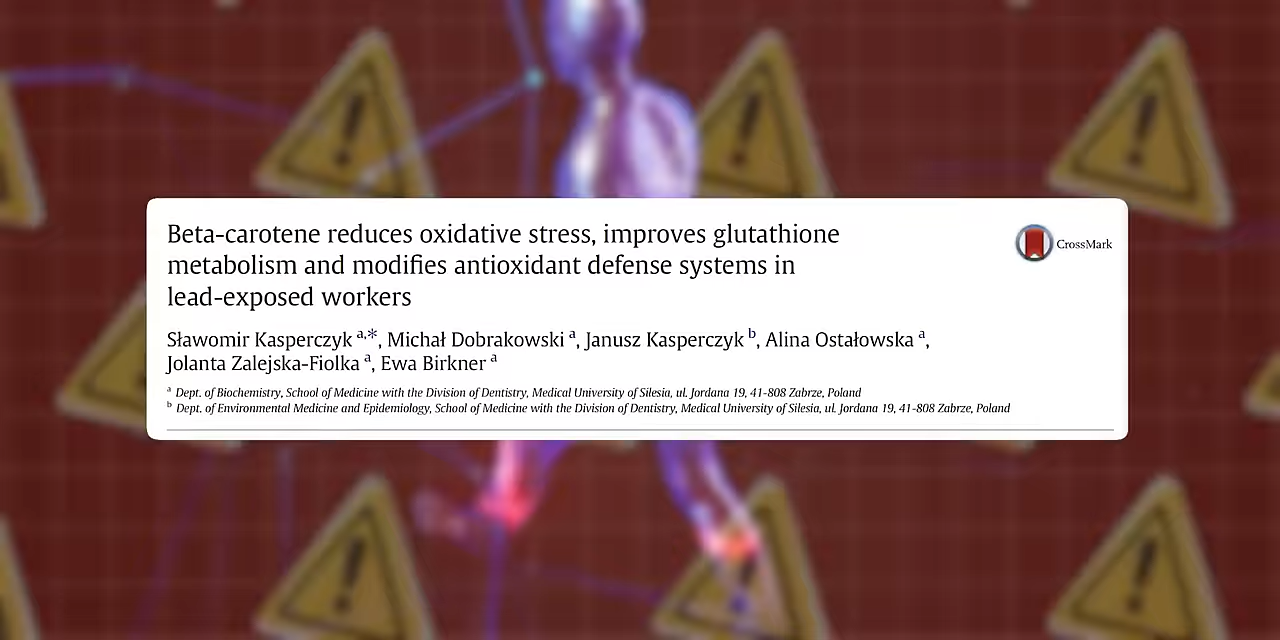 Beta-carotene reduces oxidative stress, improves glutathione
metabolism and modifies antioxidant defense systems in
lead-exposed workers
CrossMark
Sławomir Kasperczyk a,*, Michał Dobrakowski a, Janusz Kasperczyk b, Alina Ostałowska a,
Jolanta Zalejska-Fiolka a, Ewa Birkner a
a Dept. of Biochemistry, School of Medicine with the Division of Dentistry, Medical University of Silesia, ul. Jordana 19, 41-808 Zabrze, Poland
b Dept. of Environmental Medicine and Epidemiology, School of Medicine with the Division of Dentistry, Medical University of Silesia, ul. Jordana 19, 41-808 Zabrze, Poland